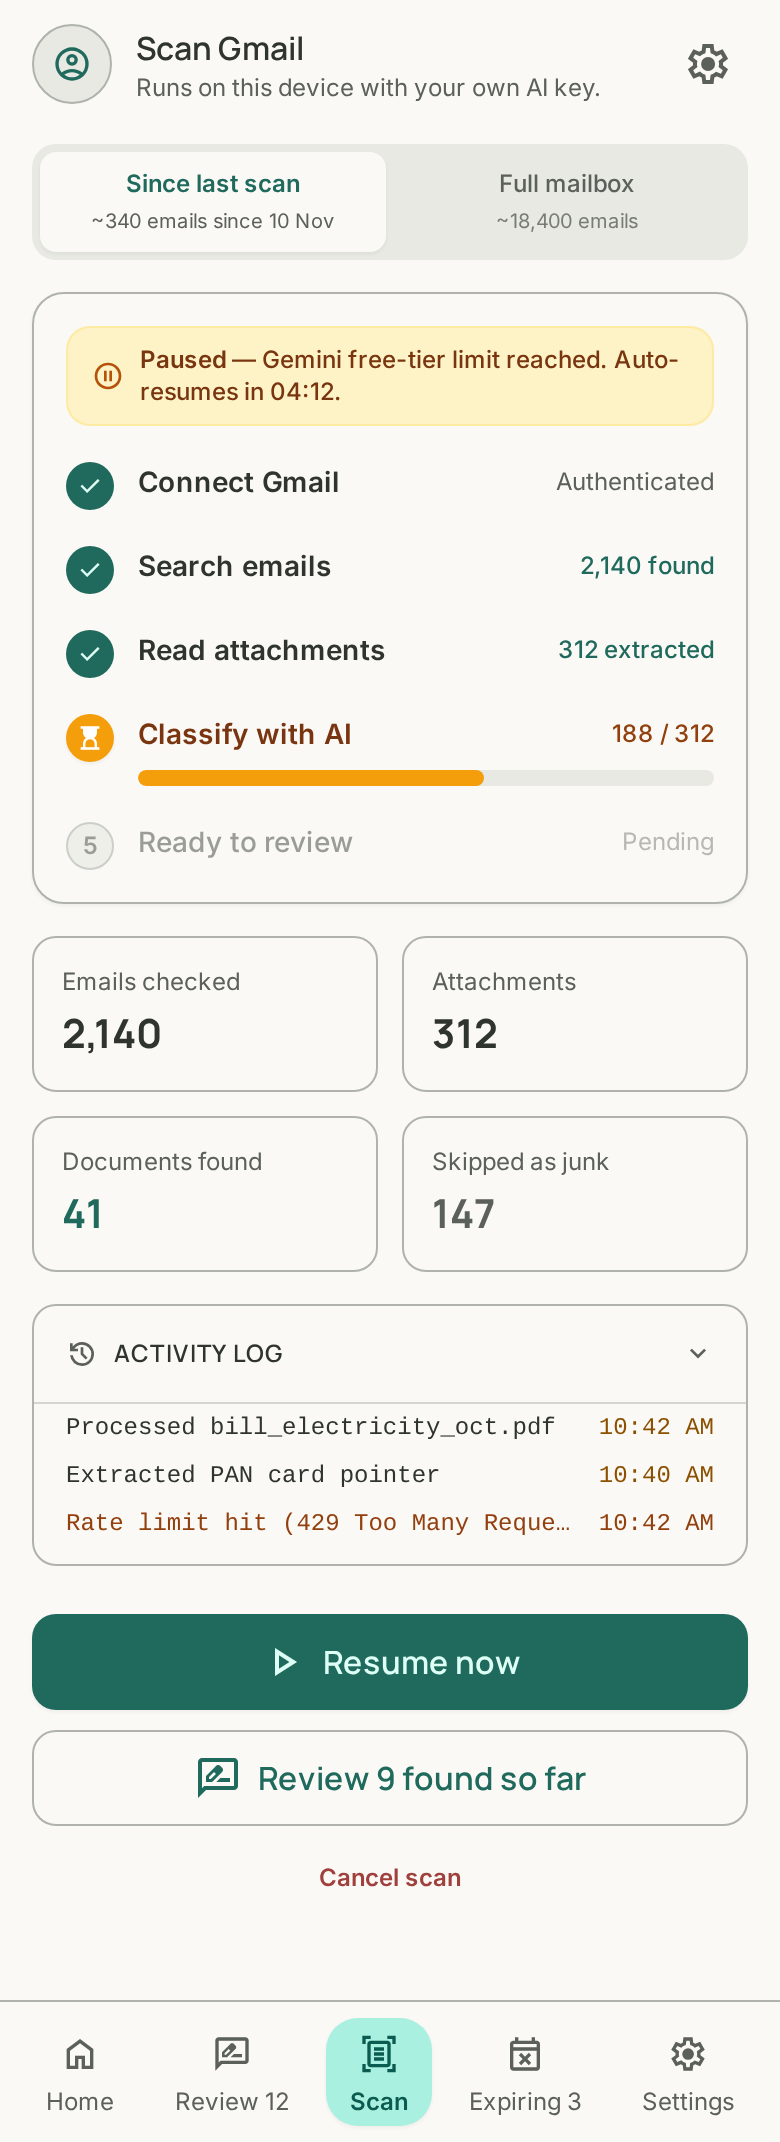 Scan Gmail
Runs on this device with your own AI key.
Since last scan
~340 emails since 10 Nov
Full mailbox
~18,400 emails
Paused — Gemini free-tier limit reached. Auto-
resumes in 04:12.
Connect Gmail
Authenticated
Search emails
2,140 found
Read attachments
312 extracted
Classify with AI
188 / 312
5
Ready to review
Pending
Emails checked
2,140
Attachments
312
Documents found
41
Skipped as junk
147
ACTIVITY LOG
Processed bill_electricity_oct.pdf 10:42 AM
Extracted PAN card pointer 10:40 AM
Rate limit hit (429 Too Many Reque… 10:42 AM
Resume now
Review 9 found so far
Cancel scan
Home
Review 12
Scan
Expiring 3
Settings